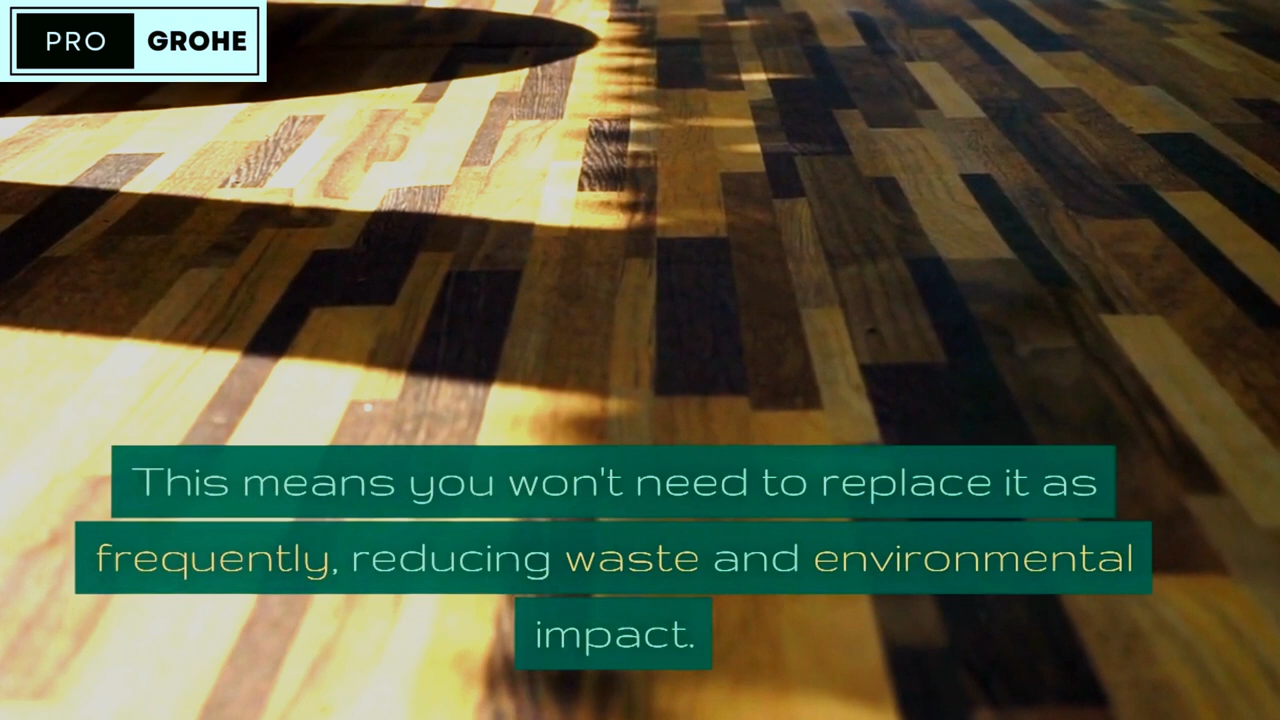 PRO GROHE
This means you won't need to replace it as
frequently, reducing waste and environmental
impact.